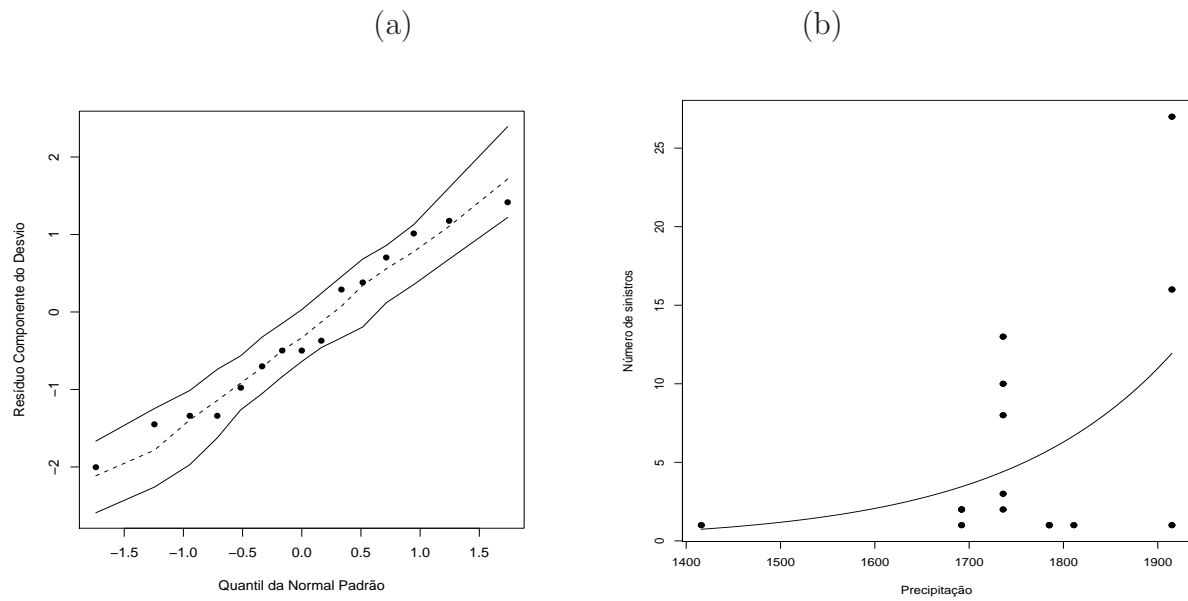 (a)
(b)
Resíduo Componente do Desvio
2
1
0
−1
−2
−1.5 −1.0 −0.5 0.0 0.5 1.0 1.5
Quantil da Normal Padrão
Número de sinistros
25
20
15
10
5
0
1400 1500 1600 1700 1800 1900
Precipitação